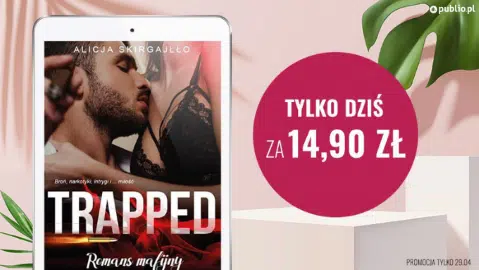 publio.pl
ALICJA SKIRGAJŁŁO
Broń, narkotyki, intrygi i... miłość
TRAPPED
Romans mafijny
TYLKO DZIŚ
ZA 14,90 ZŁ
PROMOCJA TYLKO 29.04